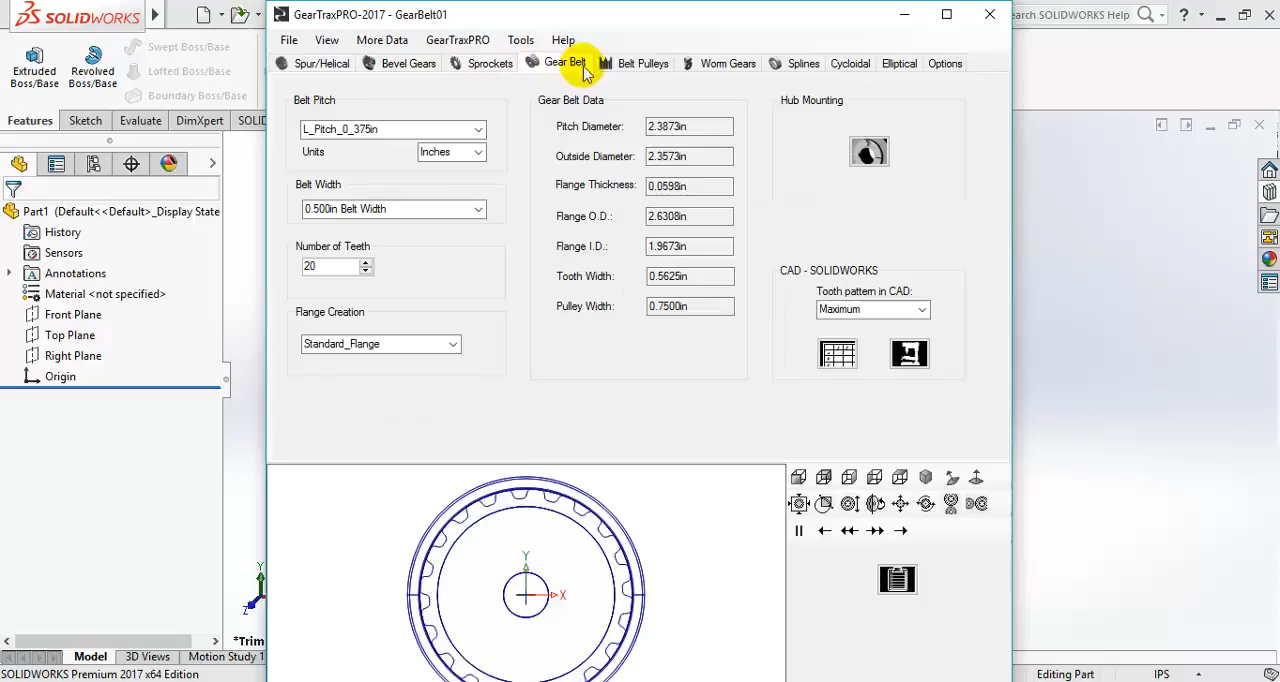 SOLIDWORKS
GearTraxPRO-2017 - GearBelt01
earch SOLIDWORKS Help
?
File View More Data GearTraxPRO Tools Help
Extruded Boss/Base
Revolved Boss/Base
Swept Boss/Base
Lofted Boss/Base
Boundary Boss/Base
Spur/Helical Bevel Gears Sprockets Gear Belt Belt Pulleys Worm Gears Splines Cycloidal Elliptical Options
Features Sketch Evaluate DimXpert SOLID
Belt Pitch
L_Pitch_0_375in
Units Inches
Belt Width
0.500in Belt Width
Number of Teeth
20
Flange Creation
Standard_Flange
Gear Belt Data
Pitch Diameter: 2.3873in
Outside Diameter: 2.3573in
Flange Thickness: 0.0598in
Flange O.D.: 2.6308in
Flange I.D.: 1.9673in
Tooth Width: 0.5625in
Pulley Width: 0.7500in
Hub Mounting
CAD - SOLIDWORKS
Tooth pattern in CAD:
Maximum
Part1 (Default<<Default>_Display State
History
Sensors
Annotations
Material <not specified>
Front Plane
Top Plane
Right Plane
Origin
Y
X
Y
Z
*Trim
Model 3D Views Motion Study 1
SOLIDWORKS Premium 2017 x64 Edition
Editing Part IPS